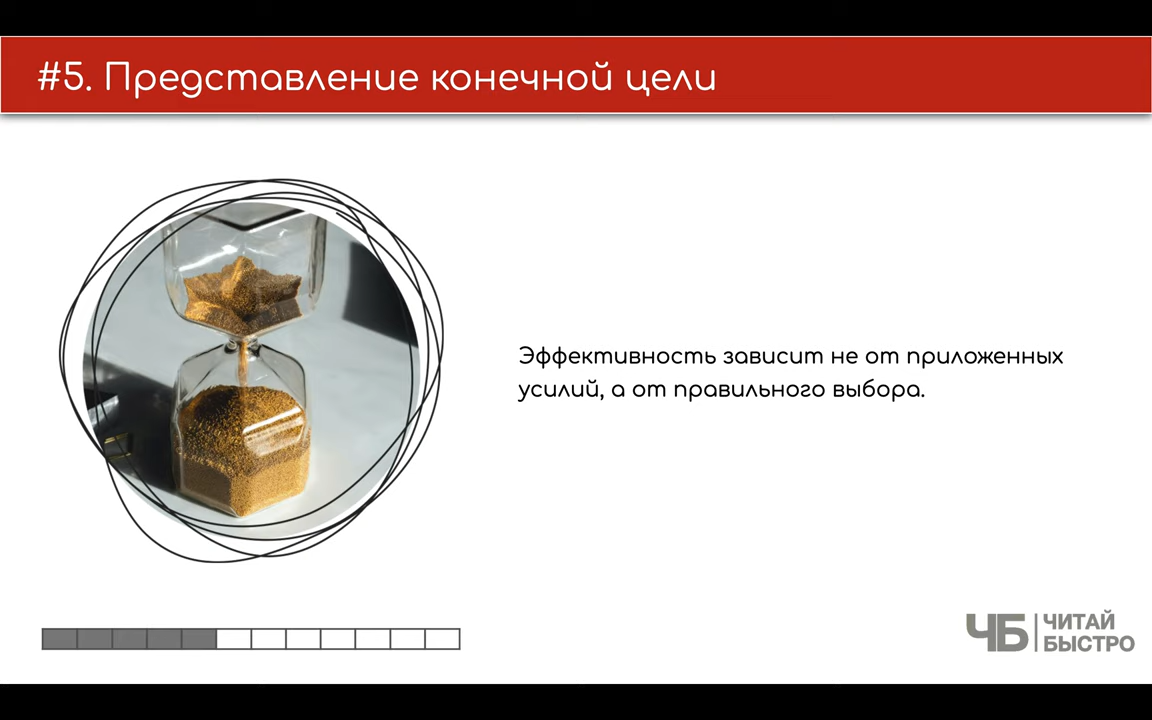 #5. Представление конечной цели
Эффективность зависит не от приложенных
усилий, а от правильного выбора.
ЧБ
ЧИТАЙ
БЫСТРО